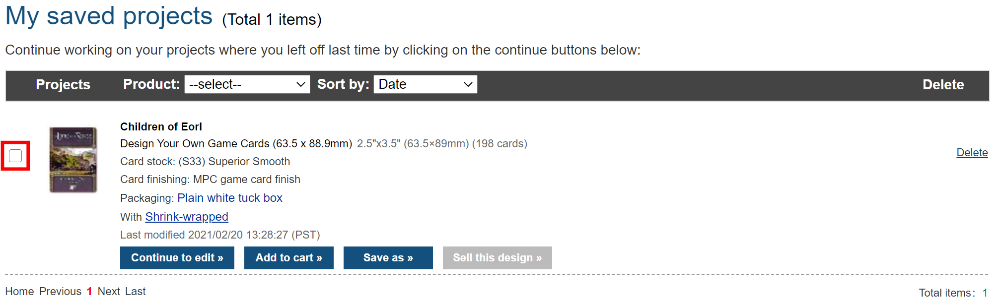 My saved projects (Total 1 items)
Continue working on your projects where you left off last time by clicking on the continue buttons below:
Projects Product: --select-- Sort by: Date Delete
Children of Eorl
Design Your Own Game Cards (63.5 x 88.9mm) 2.5"x3.5" (63.5×89mm) (198 cards)
Card stock: (S33) Superior Smooth
Delete
Card finishing: MPC game card finish
Packaging: Plain white tuck box
With Shrink-wrapped
Last modified 2021/02/20 13:28:27 (PST)
Continue to edit » Add to cart » Save as » Sell this design »
Home Previous 1 Next Last
Total items: 1